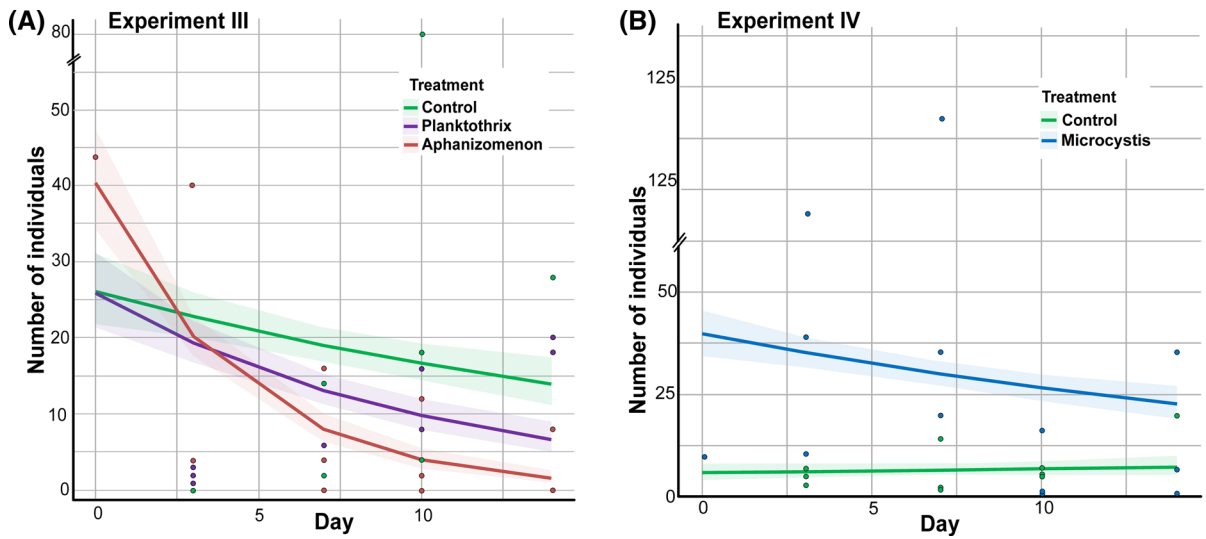 (A) Experiment III
80
50
40
30
20
10
0
Number of individuals
Treatment
Control
Planktothrix
Aphanizomenon
0 5 10
Day
(B) Experiment IV
125
125
50
25
0
Number of individuals
Treatment
Control
Microcystis
0 5 10
Day